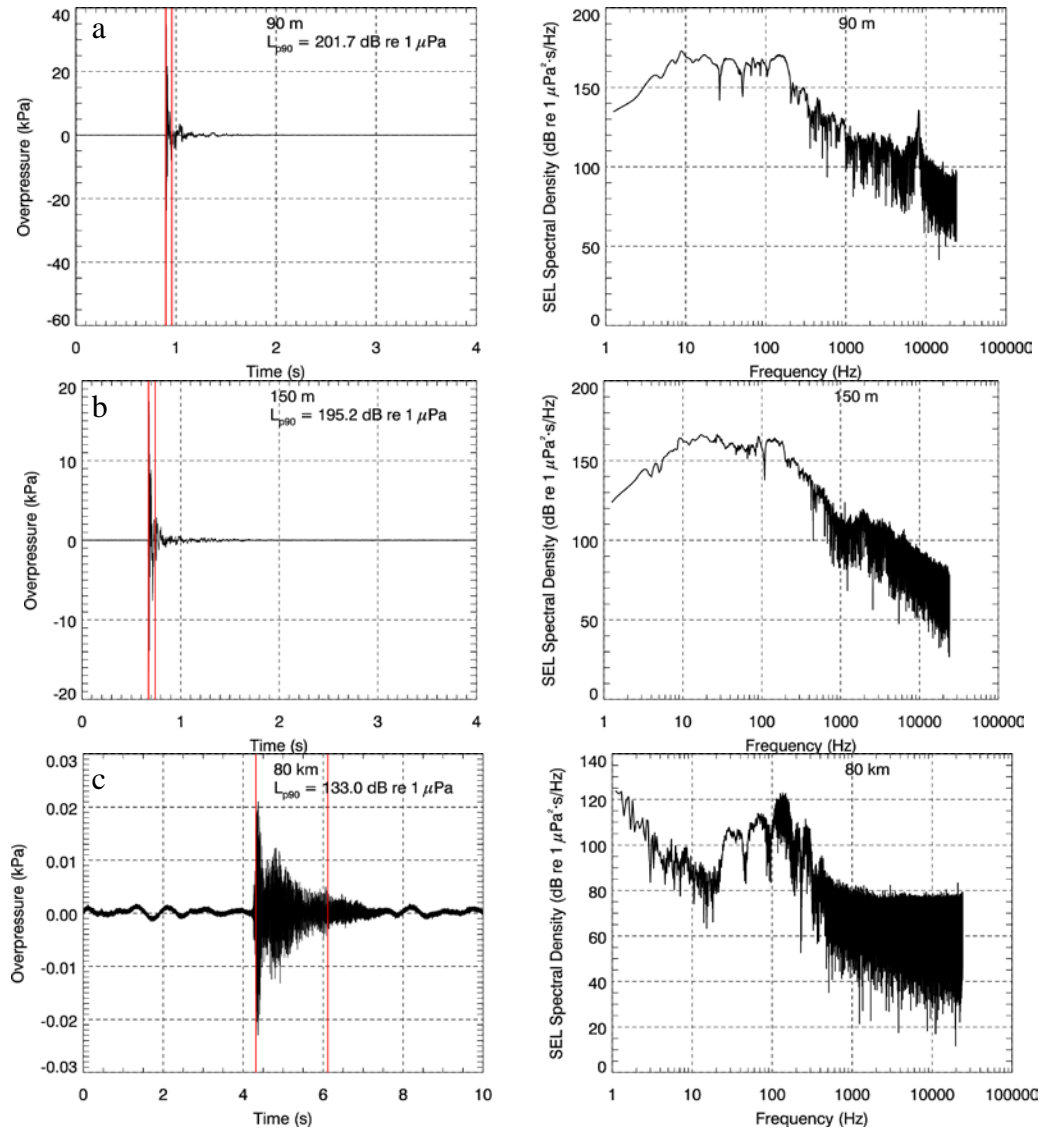 a
90 m
Lp90 = 201.7 dB re 1 μPa
Overpressure (kPa)
60
40
20
0
-20
-40
-60
0 1 2 3 4
Time (s)
90 m
SEL Spectral Density (dB re 1 μPa²·s/Hz)
200
150
100
50
0
1 10 100 1000 10000 100000
Frequency (Hz)
b
150 m
Lp90 = 195.2 dB re 1 μPa
Overpressure (kPa)
20
10
0
-10
-20
0 1 2 3 4
Time (s)
150 m
SEL Spectral Density (dB re 1 μPa²·s/Hz)
200
150
100
50
0
1 10 100 1000 10000 100000
Frequency (Hz)
c
80 km
Lp90 = 133.0 dB re 1 μPa
Overpressure (kPa)
0.03
0.02
0.01
0.00
-0.01
-0.02
-0.03
0 2 4 6 8 10
Time (s)
80 km
SEL Spectral Density (dB re 1 μPa²·s/Hz)
140
120
100
80
60
40
20
0
1 10 100 1000 10000 100000
Frequency (Hz)